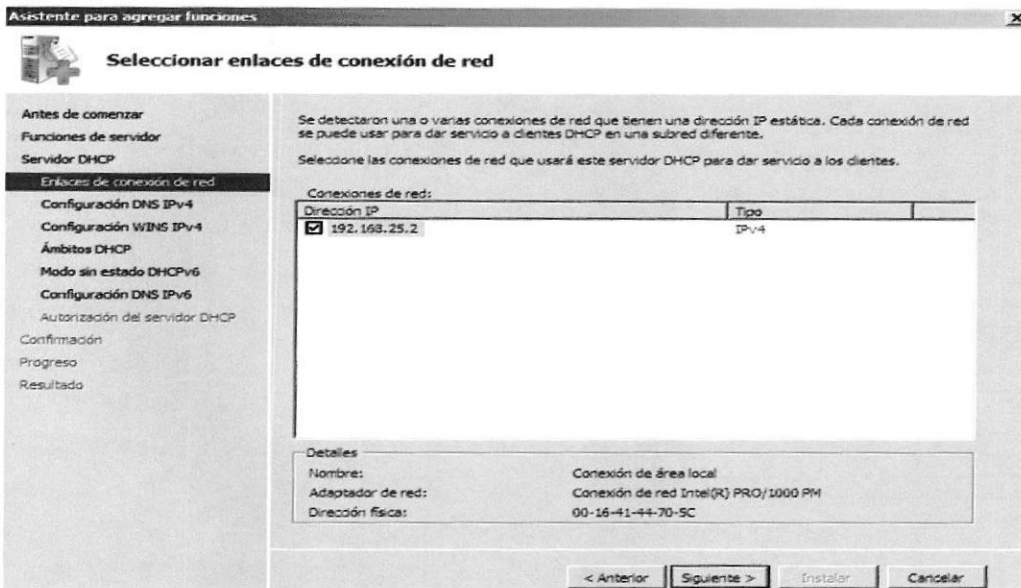 Asistente para agregar funciones
Seleccionar enlaces de conexión de red
Antes de comenzar
Funciones de servidor
Servidor DHCP
Enlaces de conexión de red
Configuración DNS IPv4
Configuración WINS IPv4
Ámbitos DHCP
Modo sin estado DHCPv6
Configuración DNS IPv6
Autorización del servidor DHCP
Confirmación
Progreso
Resultado
Se detectaron una o varias conexiones de red que tienen una dirección IP estática. Cada conexión de red
se puede usar para dar servicio a clientes DHCP en una subred diferente.
Seleccione las conexiones de red que usará este servidor DHCP para dar servicio a los clientes.
Conexiones de red:
Dirección IP Tipo
192.168.25.2 IPv4
Detalles
Nombre: Conexión de área local
Adaptador de red: Conexión de red Intel(R) PRO/1000 PM
Dirección física: 00-16-41-44-70-5C
< Anterior Siguiente > Instalar Cancelar